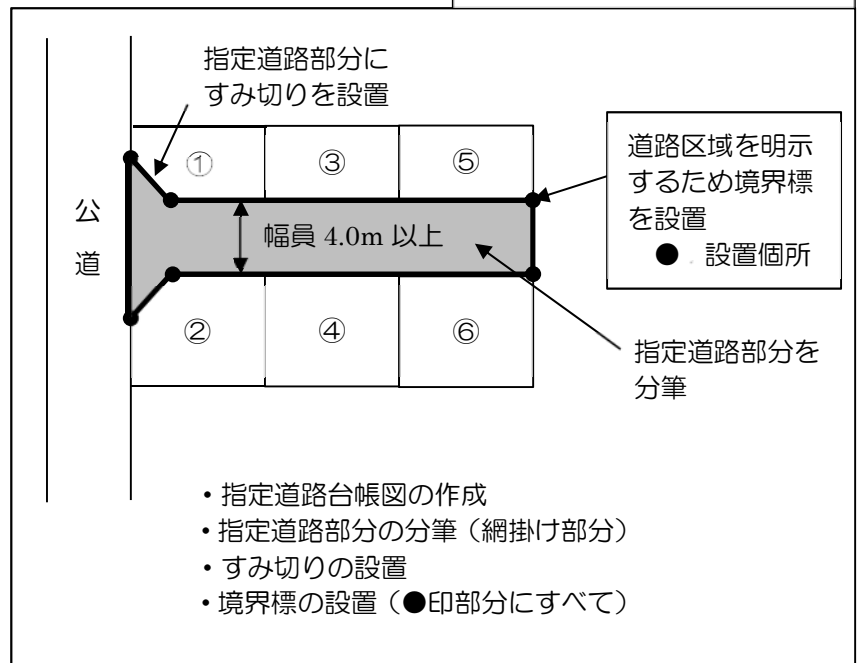 指定道路部分に
すみ切りを設置
①
③
⑤
道路区域を明示
するため境界標
を設置
● 設置個所
公
道
幅員 4.0m 以上
②
④
⑥
指定道路部分を
分筆
・指定道路台帳図の作成
・指定道路部分の分筆（網掛け部分）
・すみ切りの設置
・境界標の設置（●印部分にすべて）